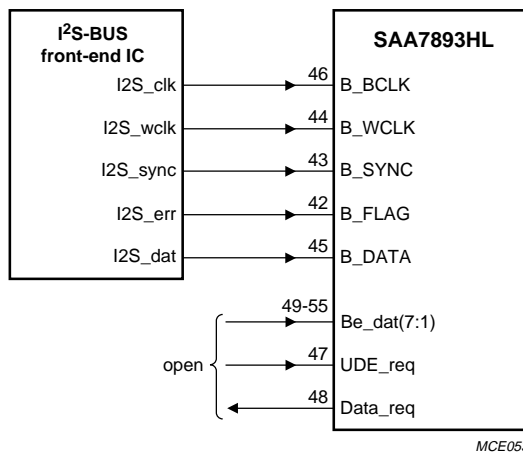 I²S-BUS
front-end IC
SAA7893HL
I2S_clk 46 B_BCLK
I2S_wclk 44 B_WCLK
I2S_sync 43 B_SYNC
I2S_err 42 B_FLAG
I2S_dat 45 B_DATA
49-55 Be_dat(7:1)
open 47 UDE_req
48 Data_req